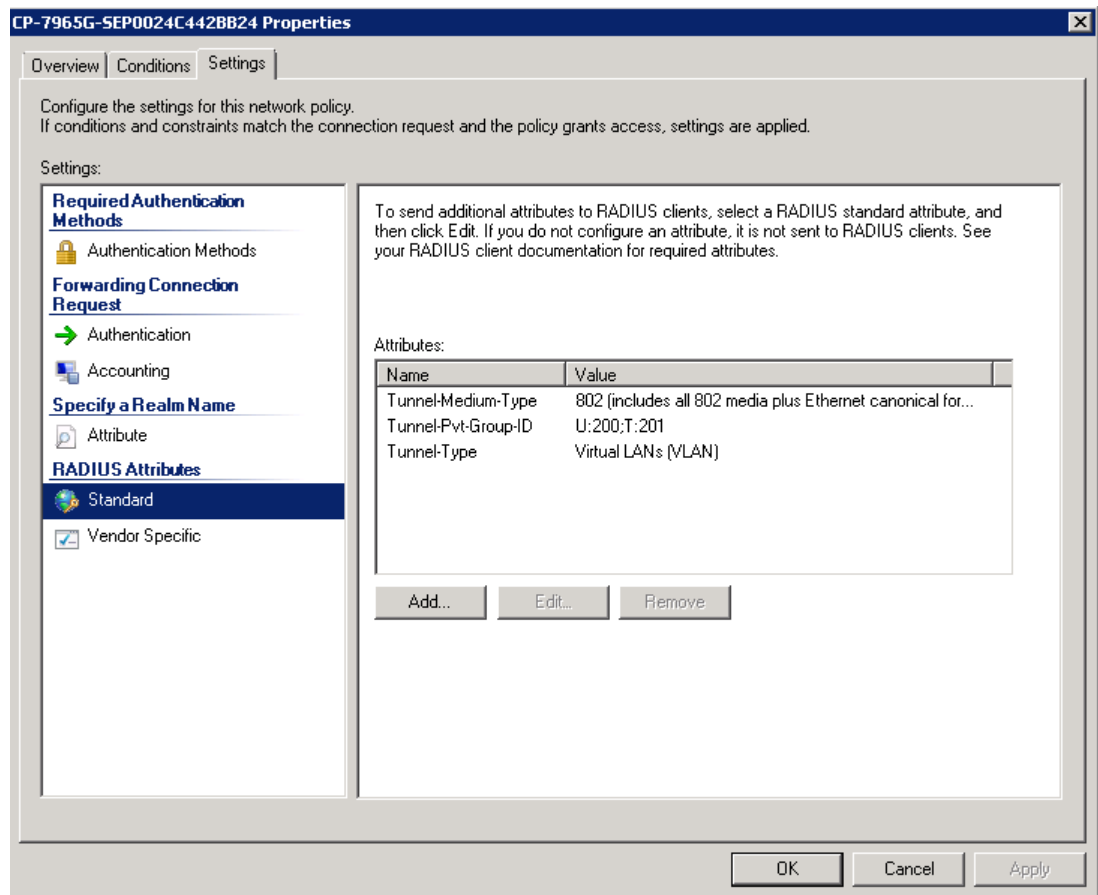 CP-7965G-SEP0024C442BB24 Properties
Overview Conditions Settings
Configure the settings for this network policy.
If conditions and constraints match the connection request and the policy grants access, settings are applied.
Settings:
Required Authentication
Methods
Authentication Methods
Forwarding Connection
Request
Authentication
Accounting
Specify a Realm Name
Attribute
RADIUS Attributes
Standard
Vendor Specific
To send additional attributes to RADIUS clients, select a RADIUS standard attribute, and
then click Edit. If you do not configure an attribute, it is not sent to RADIUS clients. See
your RADIUS client documentation for required attributes.
Attributes:
Name Value
Tunnel-Medium-Type 802 (includes all 802 media plus Ethernet canonical for...
Tunnel-Pvt-Group-ID U:200;T:201
Tunnel-Type Virtual LANs (VLAN)
Add... Edit... Remove
OK Cancel Apply